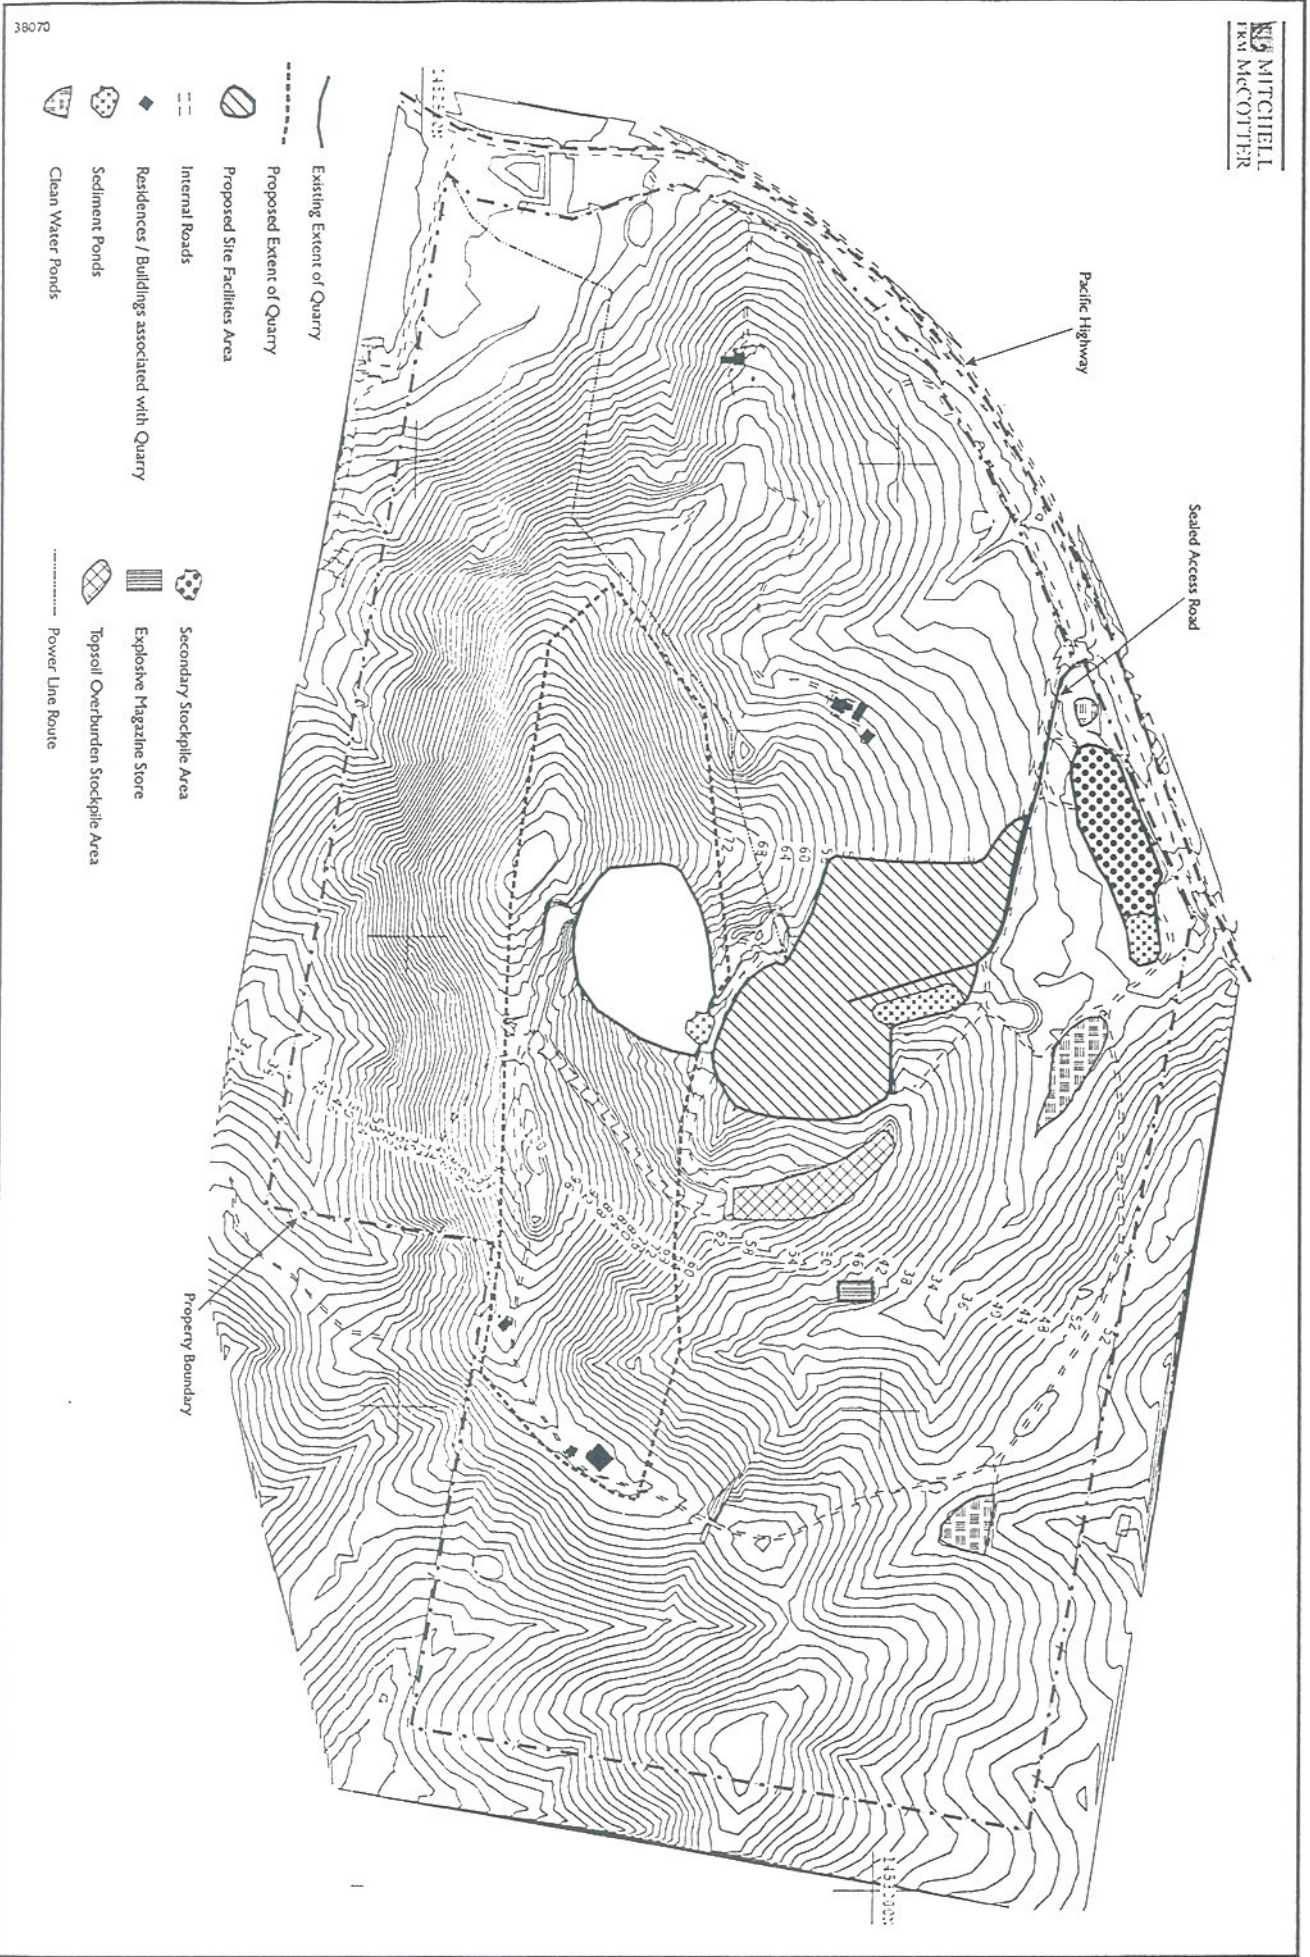 MITCHELL
ERM McCOTTER
Pacific Highway
Sealed Access Road
Property Boundary
72
68
64
60
62
58
54
50
46
42
38
34
36
40
44
48
52
52
60
Existing Extent of Quarry
Proposed Extent of Quarry
Proposed Site Facilities Area
Internal Roads
Residences / Buildings associated with Quarry
Sediment Ponds
Clean Water Ponds
Secondary Stockpile Area
Explosive Magazine Store
Topsoil Overburden Stockpile Area
Power Line Route
38070